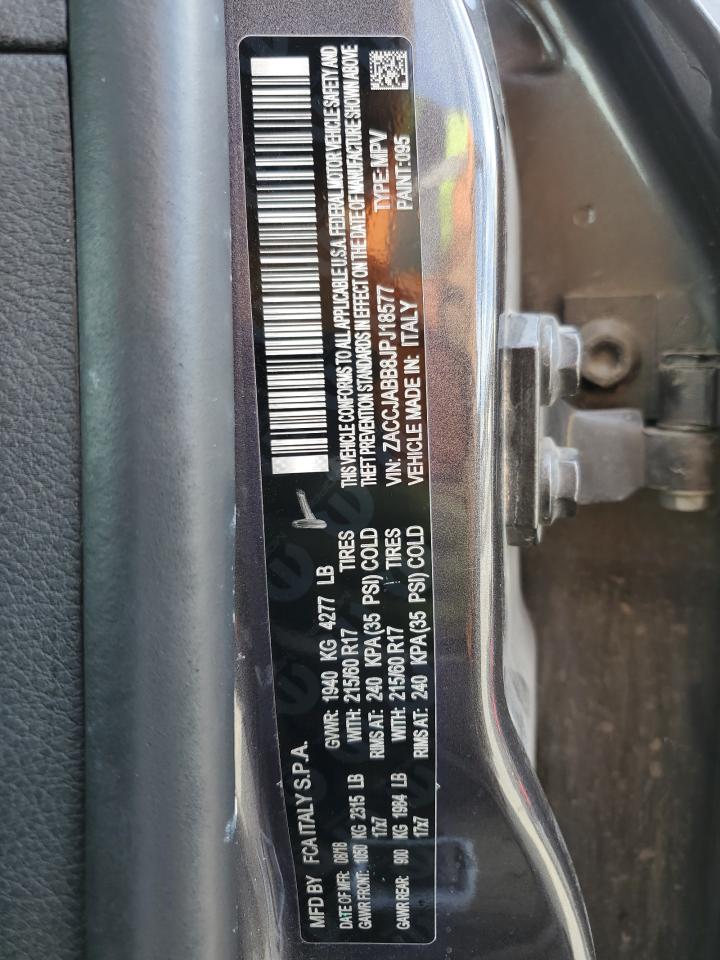 MFD BY FCA ITALY S.P.A.
DATE OF MFR: 08/18 GVWR: 1940 KG 4277 LB
GAWR FRONT: 1050 KG 2315 LB WITH: 215/60 R17 TIRES
17x7 RIMS AT: 240 KPA (35 PSI) COLD
GAWR REAR: 900 KG 1984 LB WITH: 215/60 R17 TIRES
17x7 RIMS AT: 240 KPA (35 PSI) COLD
THIS VEHICLE CONFORMS TO ALL APPLICABLE U.S.A. FEDERAL MOTOR VEHICLE SAFETY AND
THEFT PREVENTION STANDARDS IN EFFECT ON THE DATE OF MANUFACTURE SHOWN ABOVE
VIN: ZACCJABB8JPJ18577 TYPE: MPV
VEHICLE MADE IN: ITALY PAINT: 095